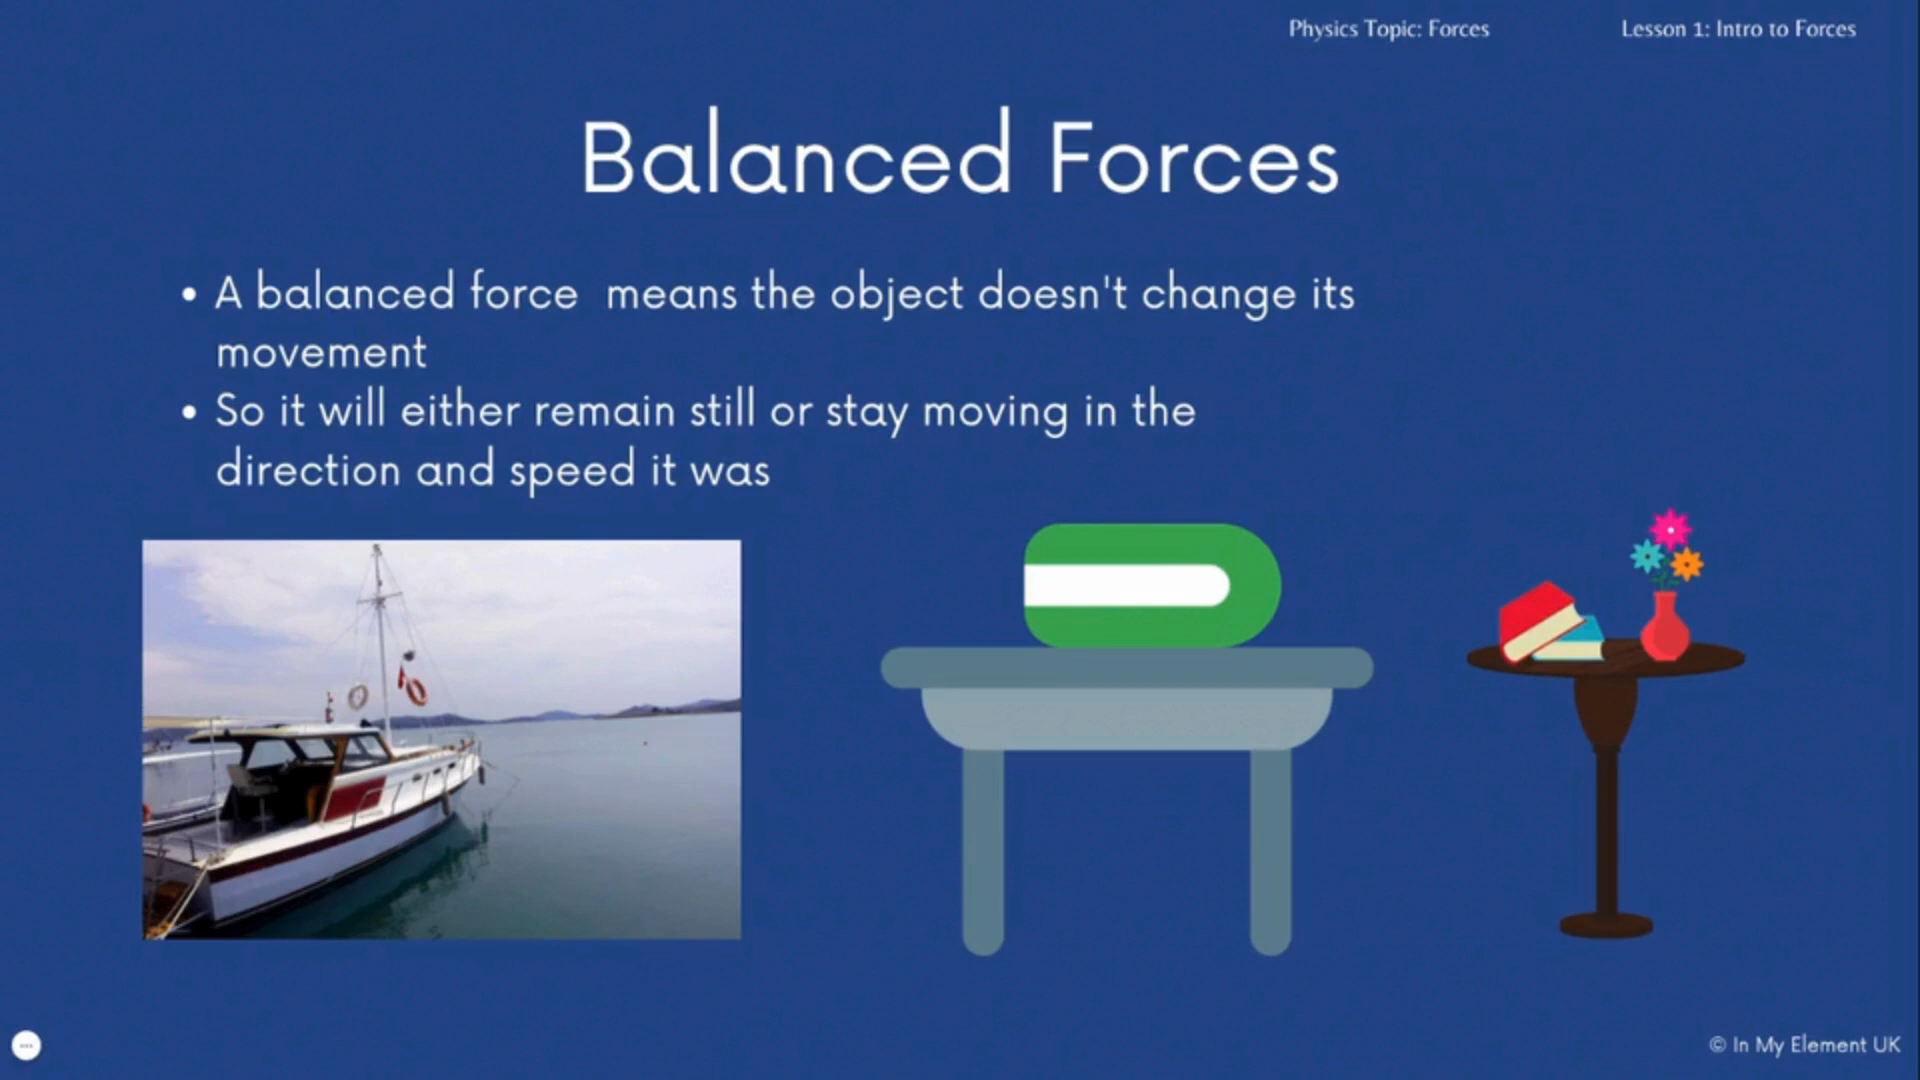 Physics Topic: Forces
Lesson 1: Intro to Forces
Balanced Forces
• A balanced force  means the object doesn't change its
movement
• So it will either remain still or stay moving in the
direction and speed it was
© In My Element UK